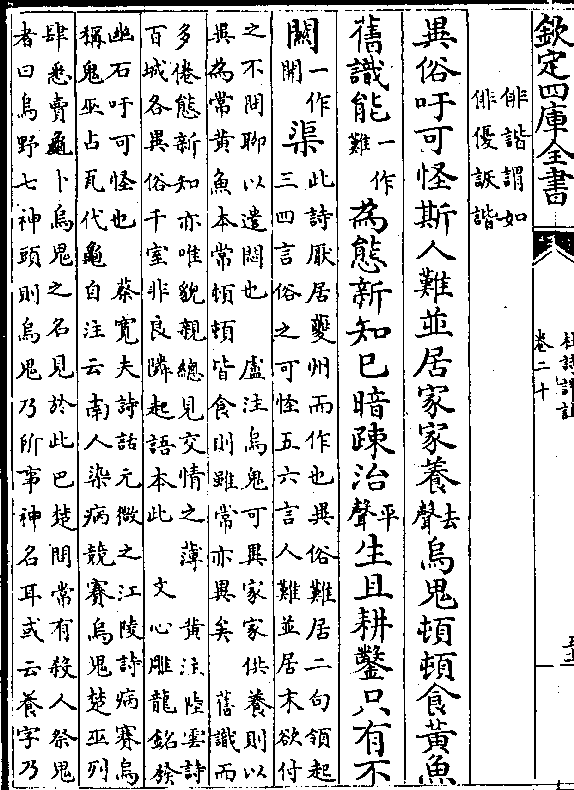 欽定四庫全書
卷二十
俳諧謂如
俳優詼諧
異俗吁可怪斯人難並居家家養去聲烏鬼頓頓食黃魚
舊識能一作難為態新知已暗疎治平聲生且耕鑿只有不
關一作開渠此詩厭居夔州而作也異俗難居二句領起
三四言俗之可怪五六言人難並居末欲付
之不問聊以遣悶也 盧注烏鬼可異家家供養則以
異為常黃魚本常頓頓皆食則雖常亦異矣 舊識而
多倦態新知亦唯貌親總見交情之薄 黃注陸雲詩
百城各異俗千室非良隣起語本此 文心雕龍銘發
幽石吁可怪也 蔡寬夫詩話元微之江陵詩病賽烏
稱鬼巫占瓦代龜自注云南人染病競賽烏鬼楚巫列
肆悉賣龜卜烏鬼之名見於此巴楚間常有殺人祭鬼
者曰烏野七神頭則烏鬼乃所事神名耳或云養字乃